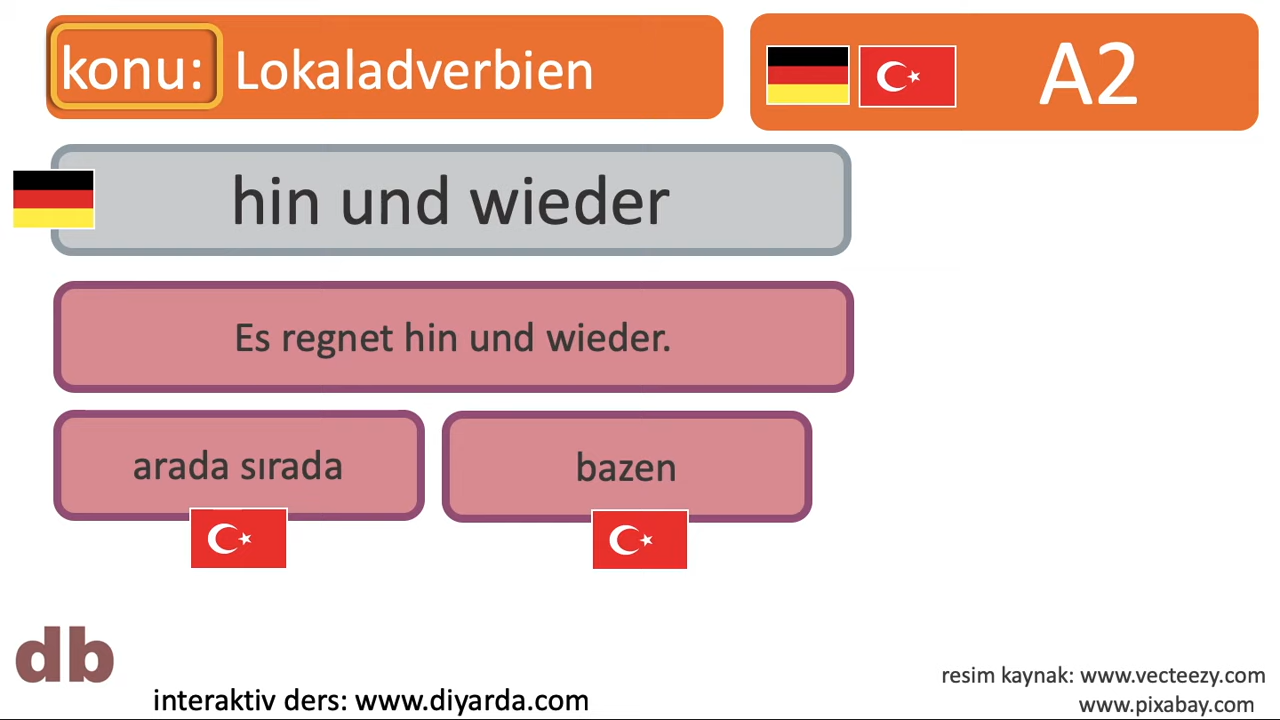 konu: Lokaladverbien
A2
hin und wieder
Es regnet hin und wieder.
arada sırada
bazen
db
interaktiv ders: www.diyarda.com
resim kaynak: www.vecteezy.com
www.pixabay.com